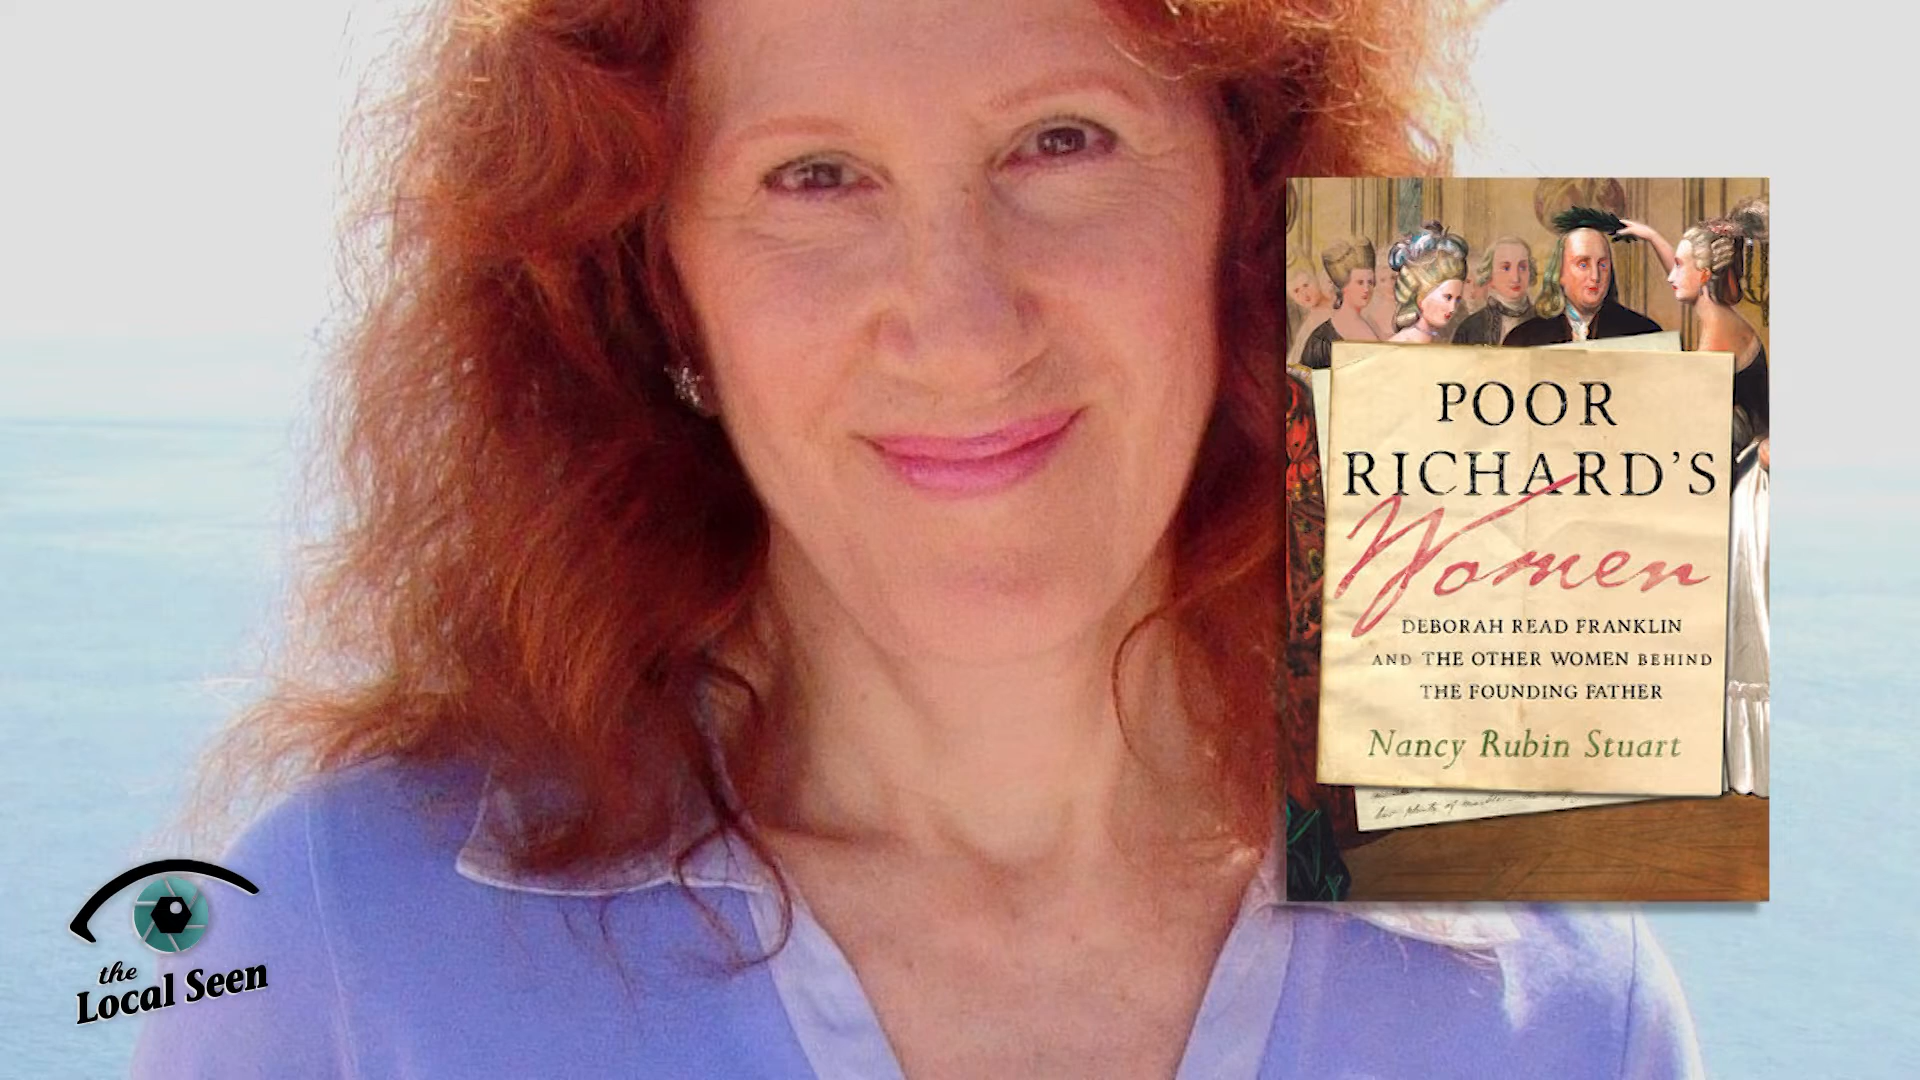 POOR
RICHARD'S
Women
DEBORAH READ FRANKLIN
AND THE OTHER WOMEN BEHIND
THE FOUNDING FATHER
Nancy Rubin Stuart
the
Local Seen